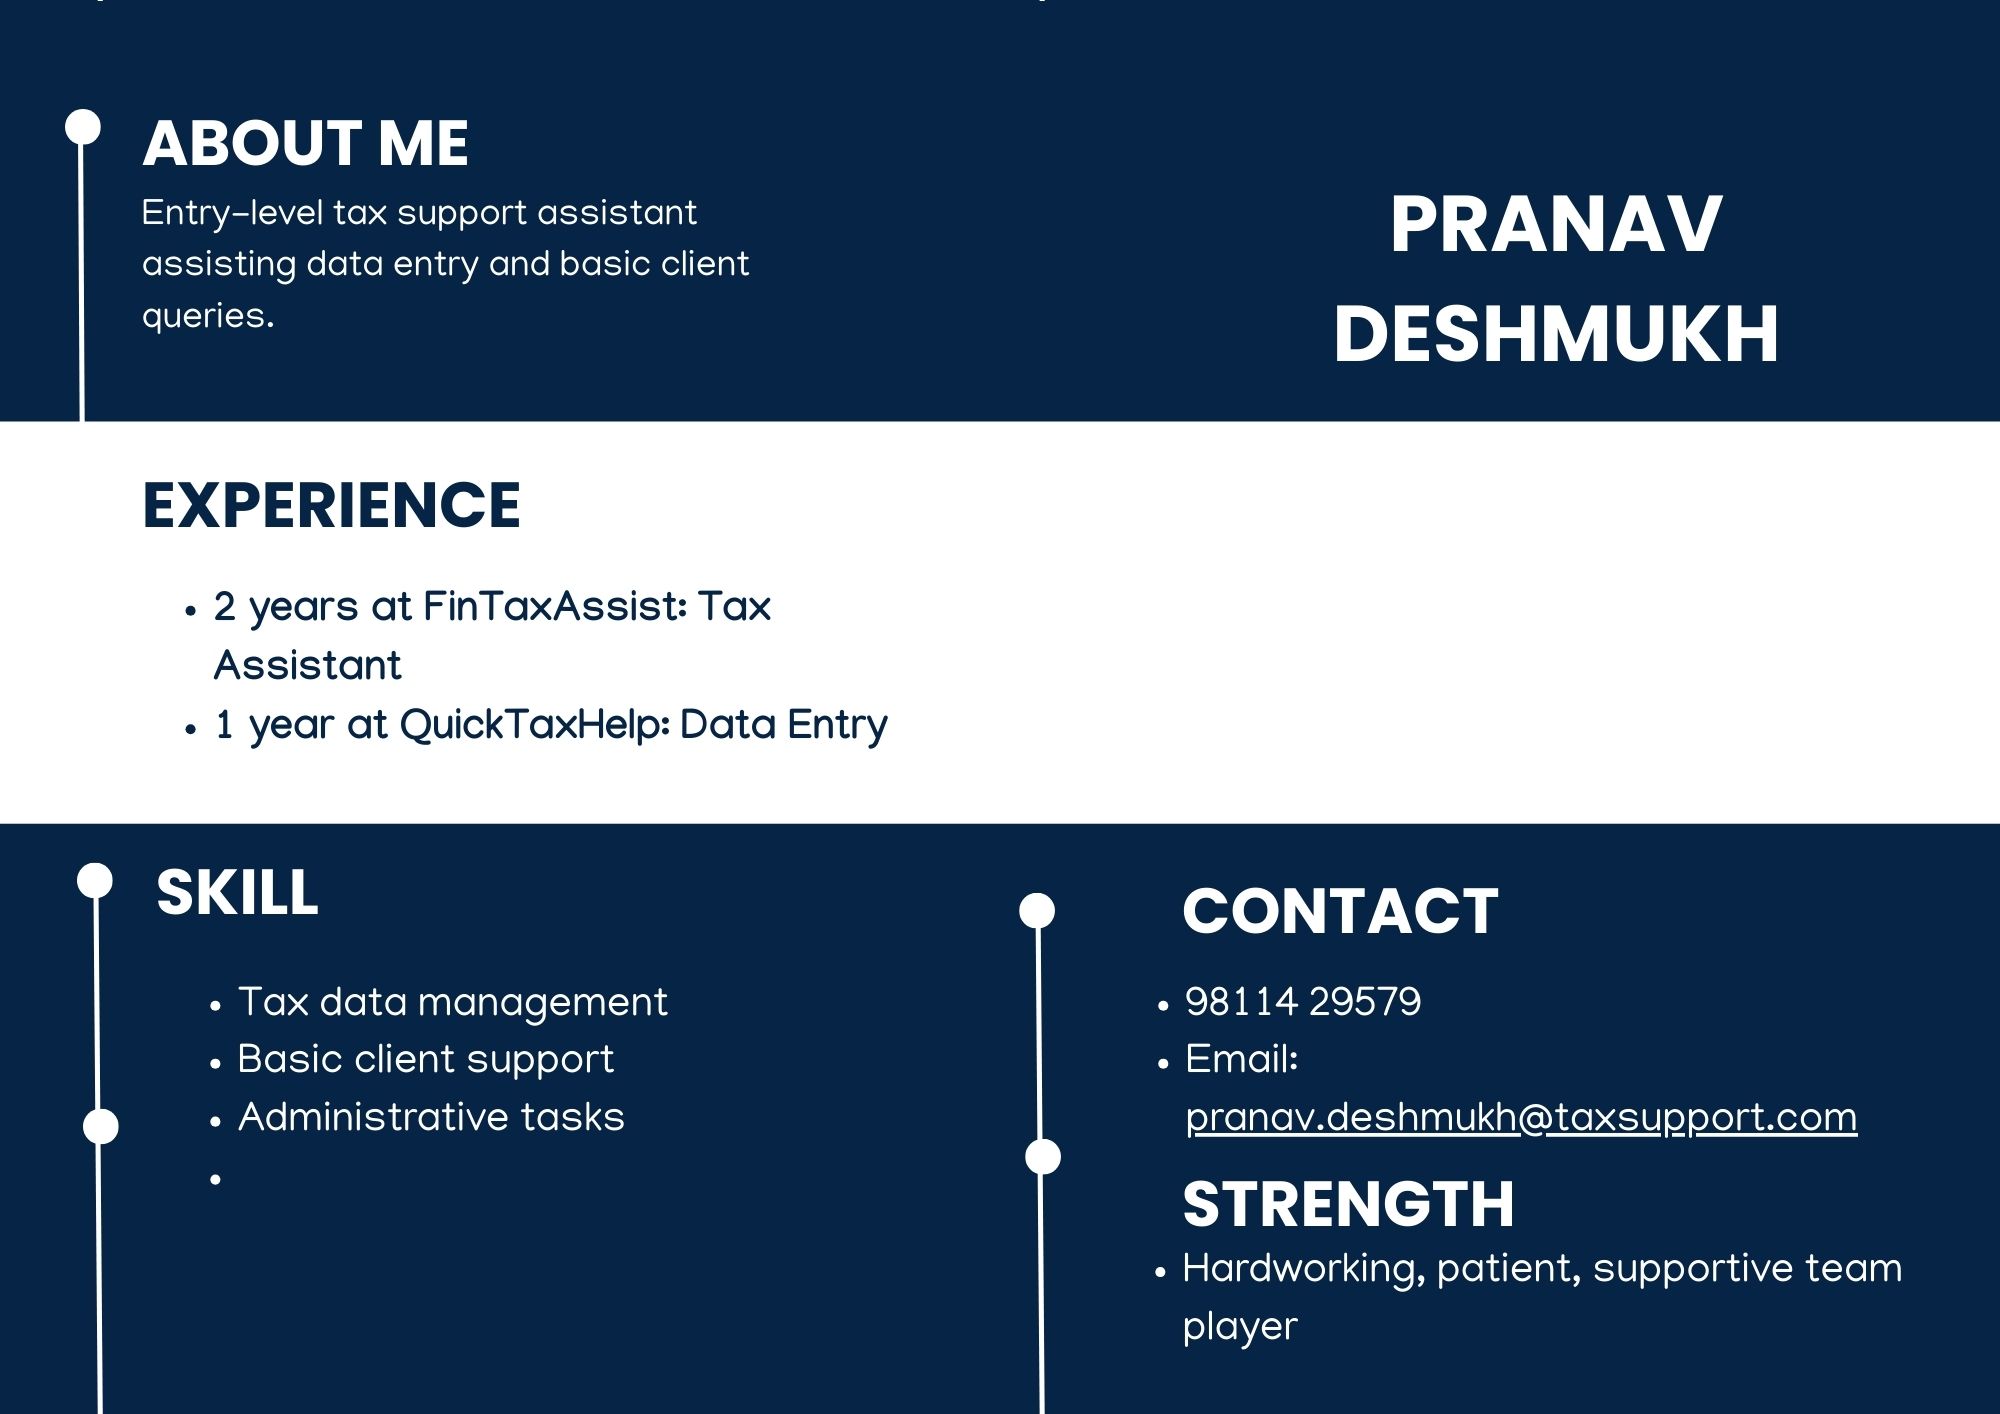 ABOUT ME
Entry-level tax support assistant
assisting data entry and basic client
queries.
PRANAV
DESHMUKH
EXPERIENCE
• 2 years at FinTaxAssist: Tax
Assistant
• 1 year at QuickTaxHelp: Data Entry
SKILL
• Tax data management
• Basic client support
• Administrative tasks
•
CONTACT
• 98114 29579
• Email:
pranav.deshmukh@taxsupport.com
STRENGTH
• Hardworking, patient, supportive team
player